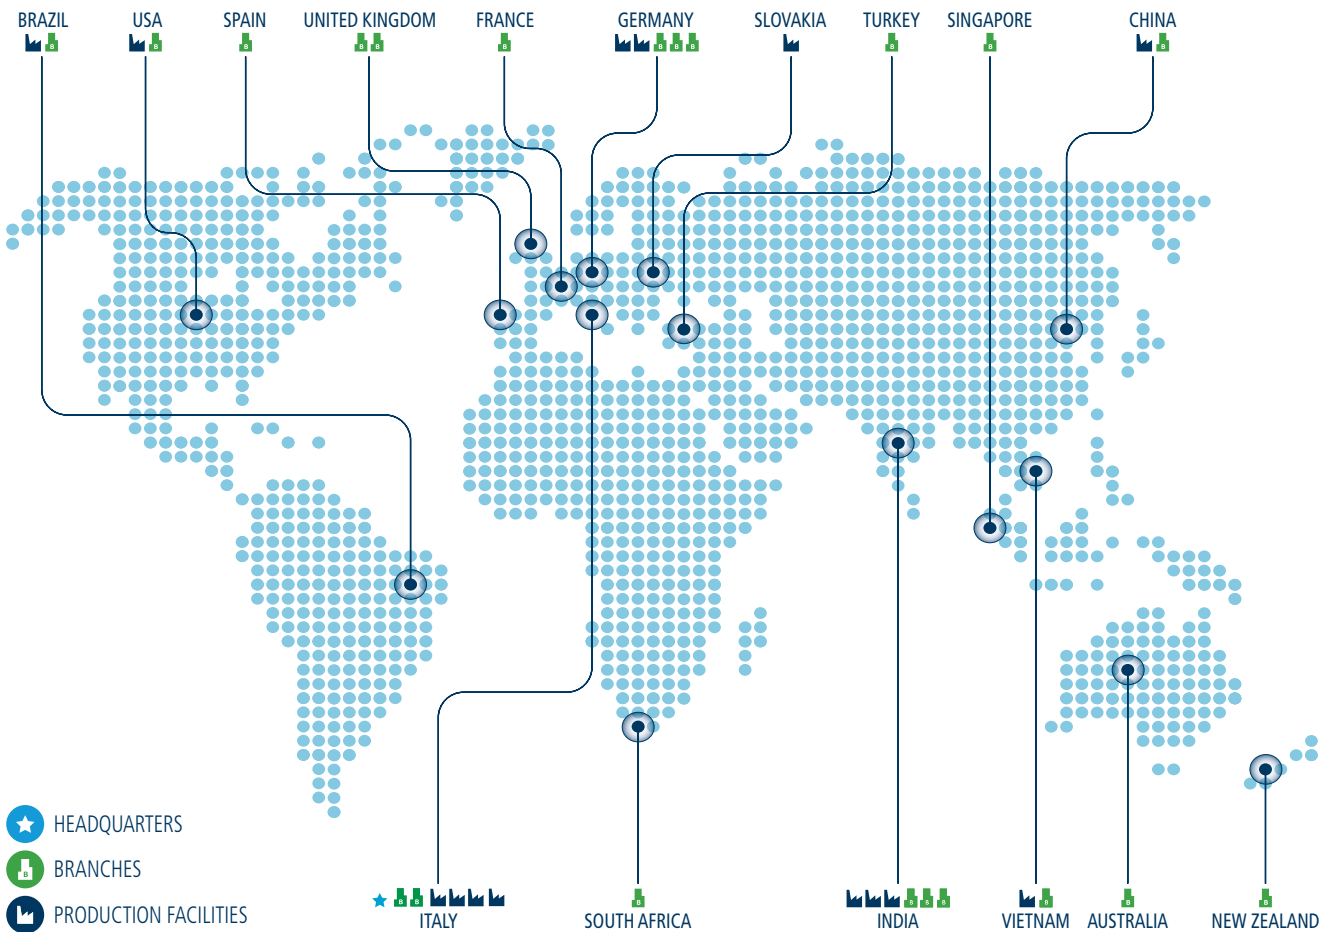 BRAZIL USA SPAIN UNITED KINGDOM FRANCE GERMANY SLOVAKIA TURKEY SINGAPORE CHINA
HEADQUARTERS
BRANCHES
PRODUCTION FACILITIES
ITALY SOUTH AFRICA INDIA VIETNAM AUSTRALIA NEW ZEALAND